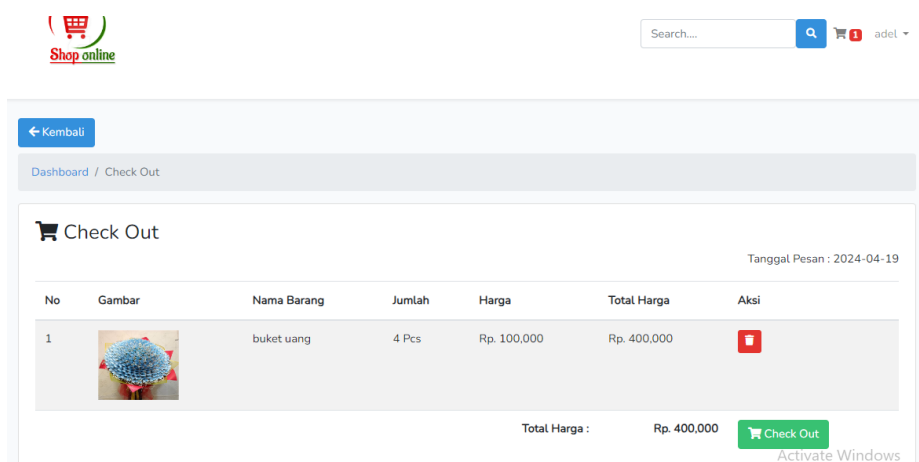 Shop online
Search.... 1 adel
Kembali
Dashboard / Check Out
Check Out
Tanggal Pesan : 2024-04-19
No Gambar Nama Barang Jumlah Harga Total Harga Aksi
1 buket uang 4 Pcs Rp. 100,000 Rp. 400,000
Total Harga : Rp. 400,000 Check Out
Activate Windows